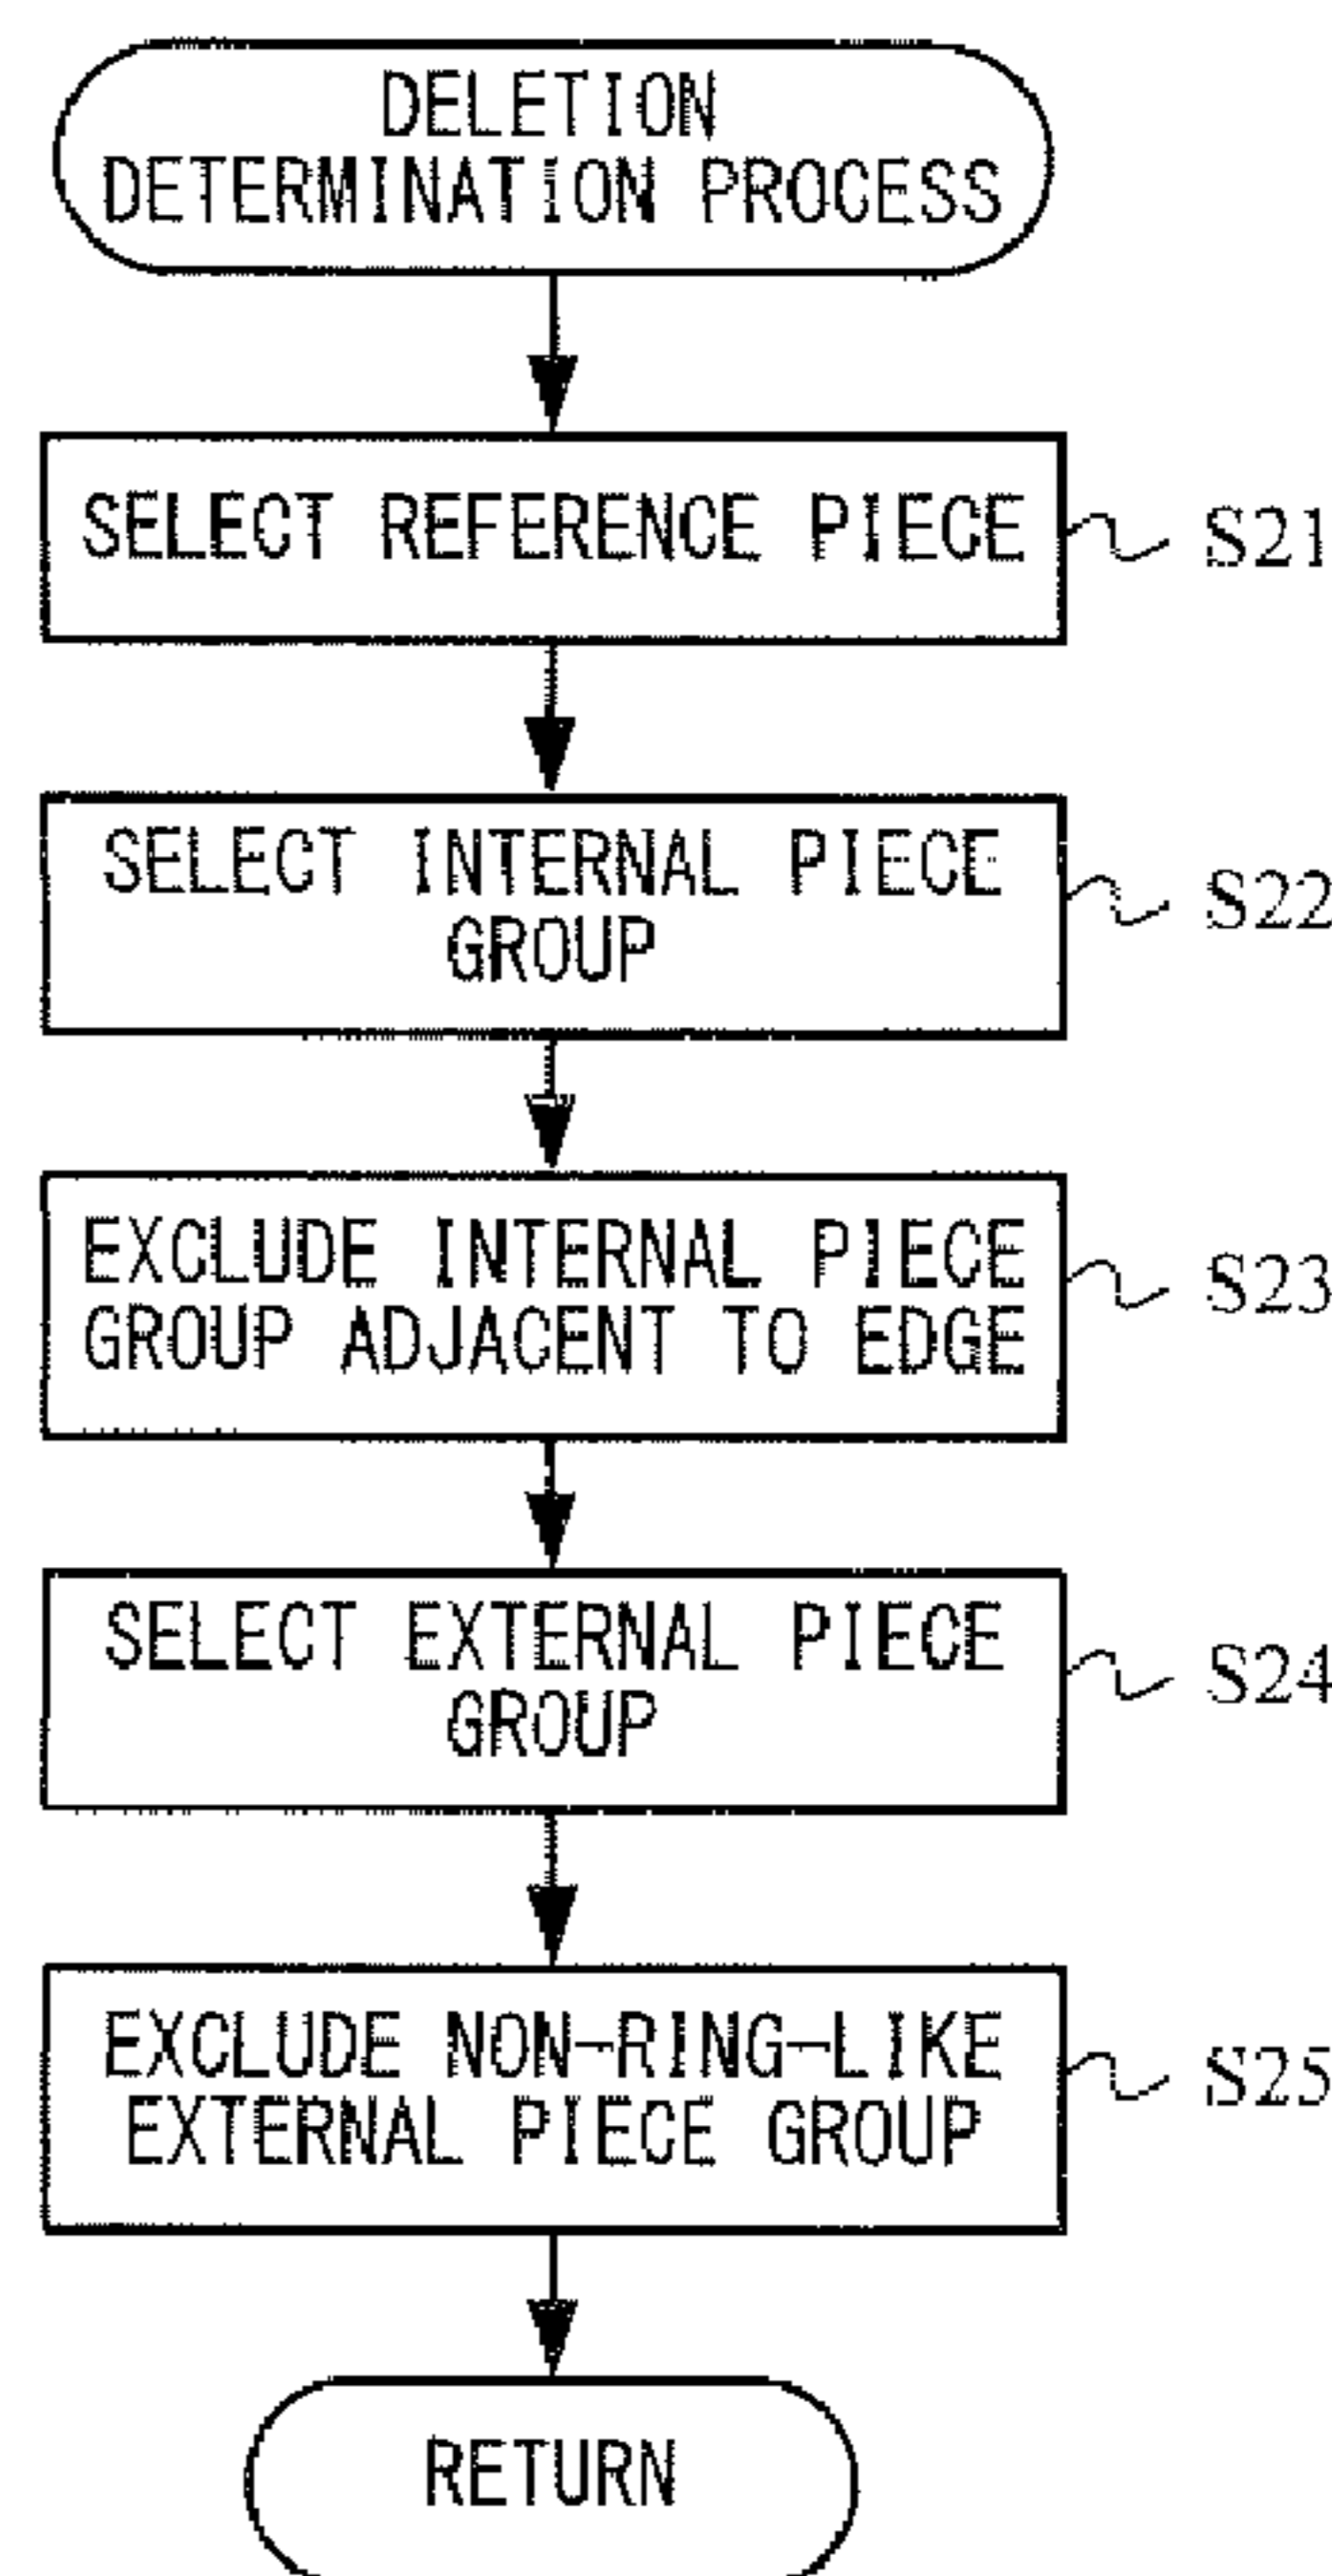 DELETION
DETERMINATION PROCESS
SELECT REFERENCE PIECE
S21
SELECT INTERNAL PIECE
GROUP
S22
EXCLUDE INTERNAL PIECE
GROUP ADJACENT TO EDGE
S23
SELECT EXTERNAL PIECE
GROUP
S24
EXCLUDE NON-RING-LIKE
EXTERNAL PIECE GROUP
S25
RETURN